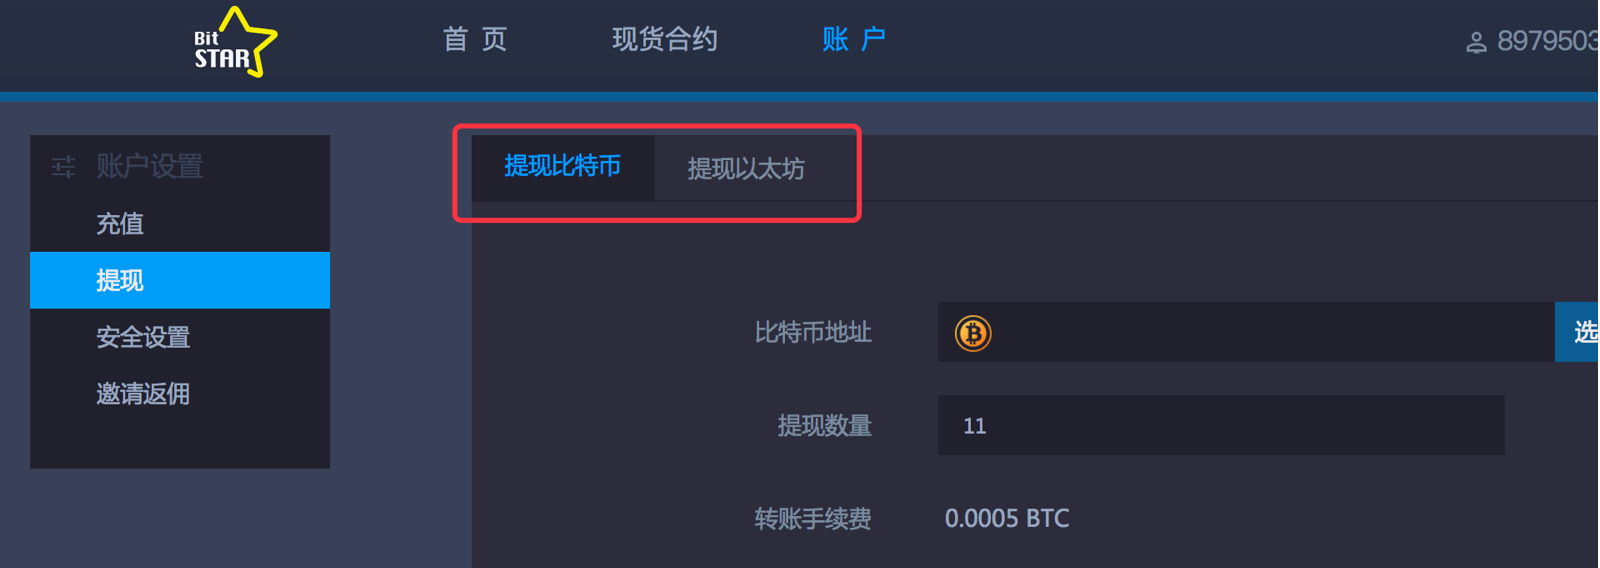 Bit
STAR
首 页
现货合约
账 户
8979503
账户设置
充值
提现
安全设置
邀请返佣
提现比特币
提现以太坊
比特币地址
选
提现数量
11
转账手续费
0.0005 BTC